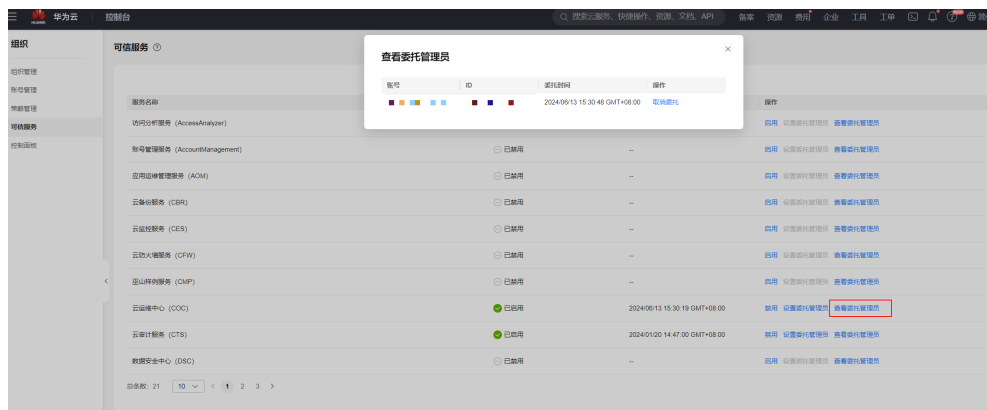 HUAWEI 华为云 控制台 搜索云服务、快捷操作、资源、文档、API 备案 资源 费用 企业 工具 工单
组织
组织管理
账号管理
策略管理
可信服务
控制面板
可信服务
查看委托管理员
账号 ID 委托时间 操作
2024/06/13 15:30:48 GMT+08:00 取消委托
服务名称 操作
访问分析服务 (AccessAnalyzer) 启用 设置委托管理员 查看委托管理员
账号管理服务 (AccountManagement) 已禁用 -- 启用 设置委托管理员 查看委托管理员
应用运维管理服务 (AOM) 已禁用 -- 启用 设置委托管理员 查看委托管理员
云备份服务 (CBR) 已禁用 -- 启用 设置委托管理员 查看委托管理员
云监控服务 (CES) 已禁用 -- 启用 设置委托管理员 查看委托管理员
云防火墙服务 (CFW) 已禁用 -- 启用 设置委托管理员 查看委托管理员
巫山样例服务 (CMP) 已禁用 -- 启用 设置委托管理员 查看委托管理员
云运维中心 (COC) 已启用 2024/06/13 15:30:19 GMT+08:00 禁用 设置委托管理员 查看委托管理员
云审计服务 (CTS) 已启用 2024/01/20 14:47:00 GMT+08:00 禁用 设置委托管理员 查看委托管理员
数据安全中心 (DSC) 已禁用 -- 启用 设置委托管理员 查看委托管理员
总条数: 21 10 < 1 2 3 >